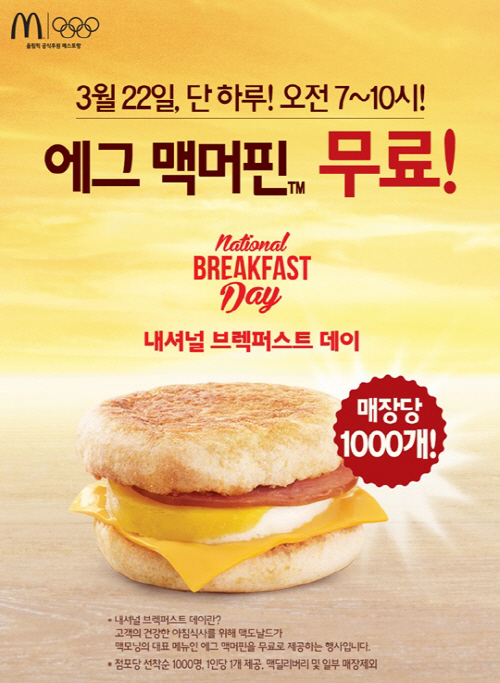 올림픽 공식후원 레스토랑
3월 22일, 단 하루! 오전 7~10시!
에그 맥머핀™ 무료!
National
BREAKFAST
Day
내셔널 브렉퍼스트 데이
매장당
1000개!
* 내셔널 브렉퍼스트 데이란?
고객의 건강한 아침식사를 위해 맥도날드가
맥모닝의 대표 메뉴인 에그 맥머핀을 무료로 제공하는 행사입니다.
* 점포당 선착순 1000명, 1인당 1개 제공, 맥딜리버리 및 일부 매장제외